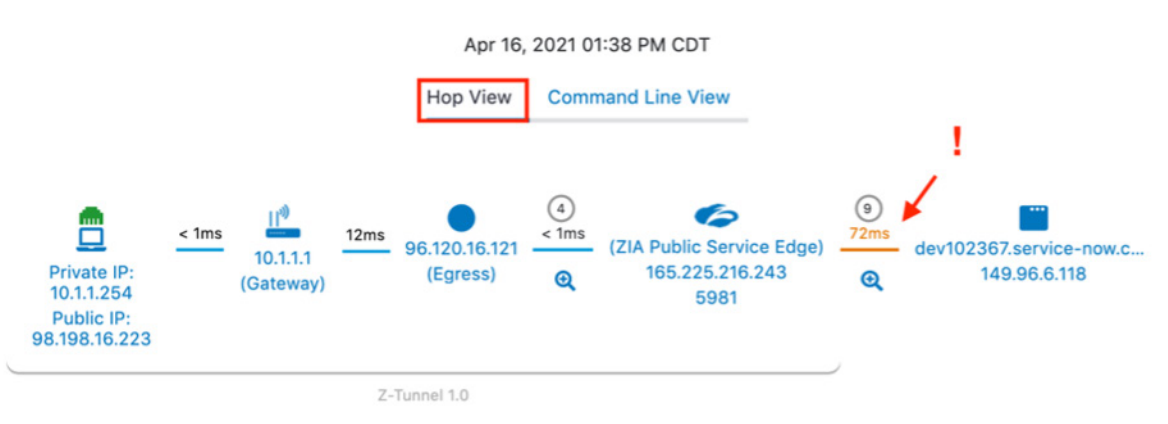 Apr 16, 2021 01:38 PM CDT
Hop View
Command Line View
!
< 1ms
12ms
4
< 1ms
9
72ms
Private IP:
10.1.1.254
Public IP:
98.198.16.223
10.1.1.1
(Gateway)
96.120.16.121
(Egress)
(ZIA Public Service Edge)
165.225.216.243
5981
dev102367.service-now.c...
149.96.6.118
Z-Tunnel 1.0